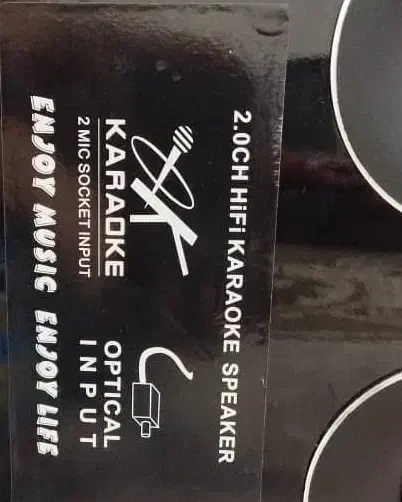 2.0CH HiFi KARAOKE SPEAKER
KARAOKE
2 MIC SOCKET INPUT
OPTICAL
INPUT
ENJOY MUSIC ENJOY LIFE